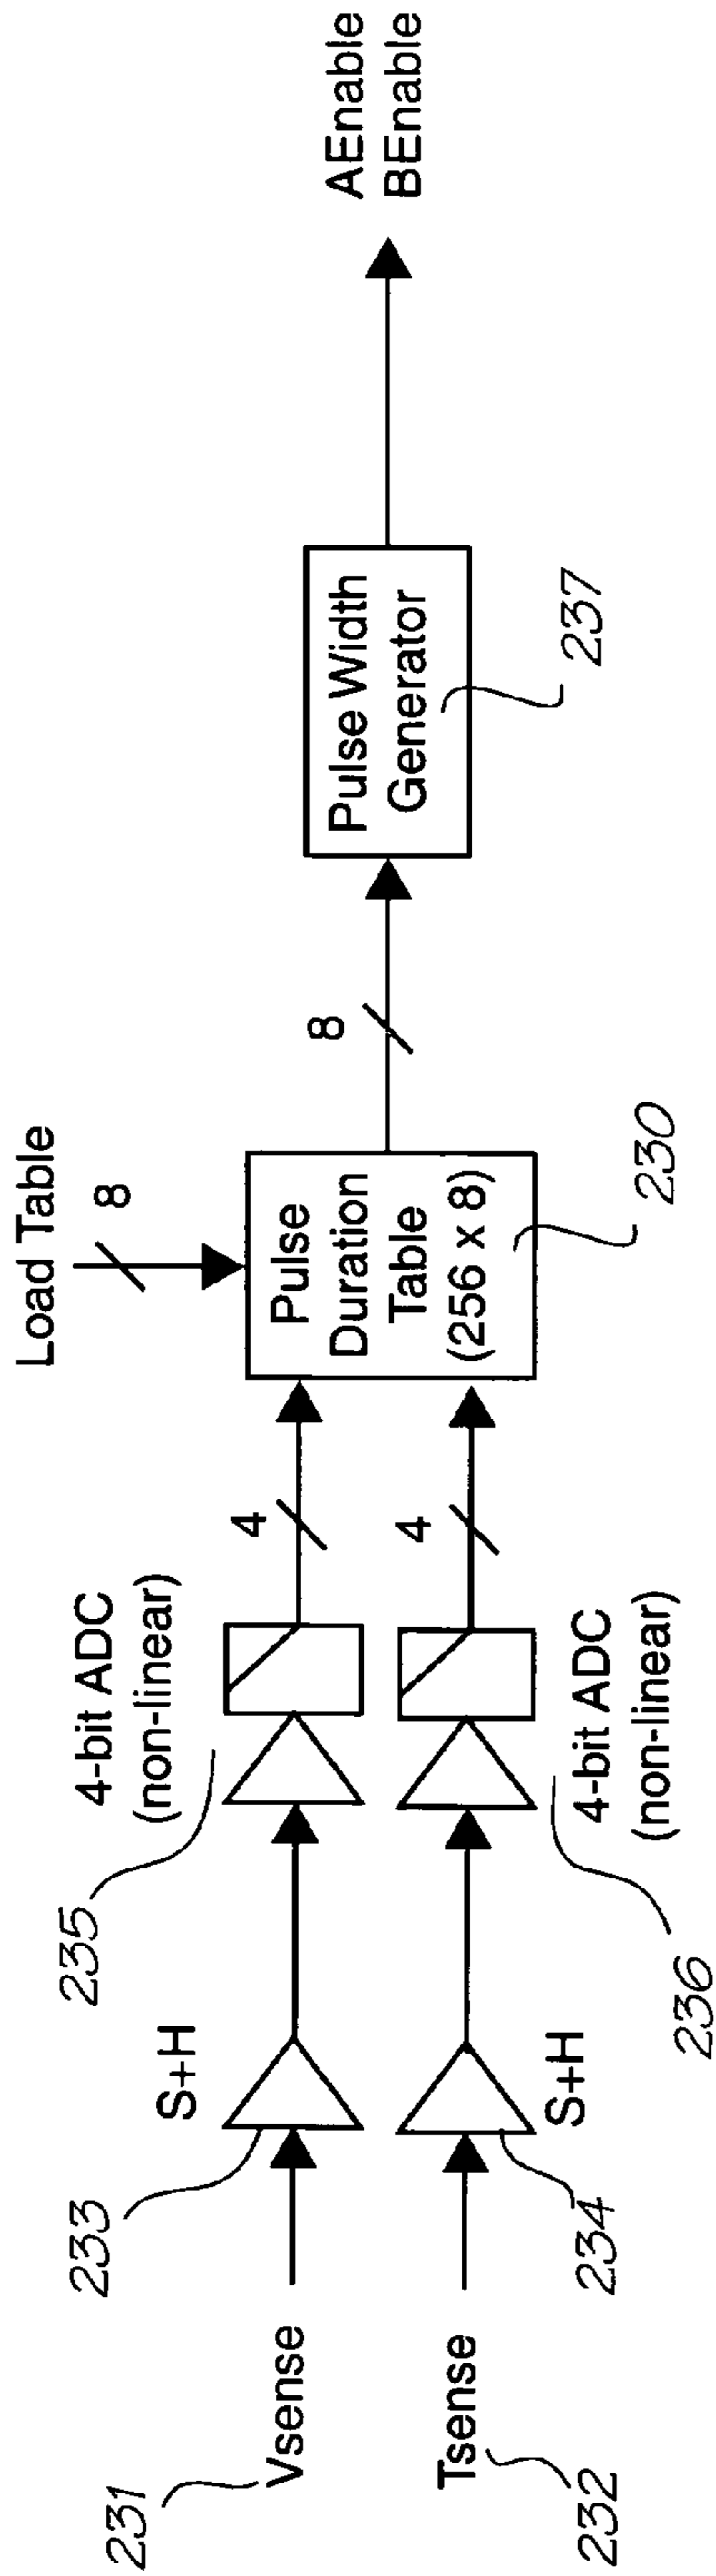 Load Table
8
235
4-bit ADC
(non-linear)
S+H
233
231
Vsense
4
Pulse
Duration
Table
(256 x 8)
8
Pulse Width
Generator
AEnable
BEnable
237
230
4
4-bit ADC
(non-linear)
236
S+H
234
Tsense
232